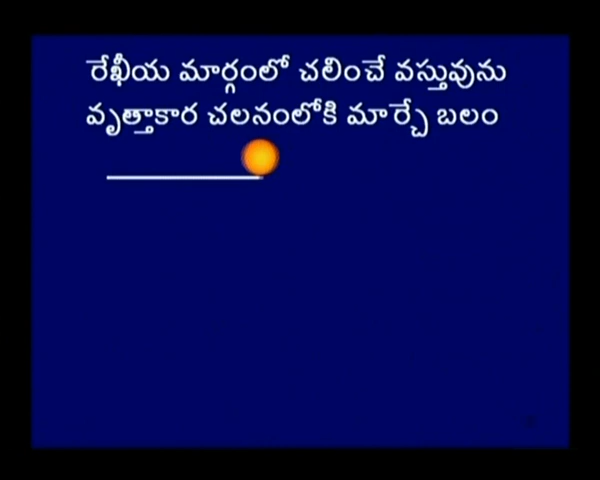 రేఖీయ మార్గంలో చలించే వస్తువును
వృత్తాకార చలనంలోకి మార్చే బలం